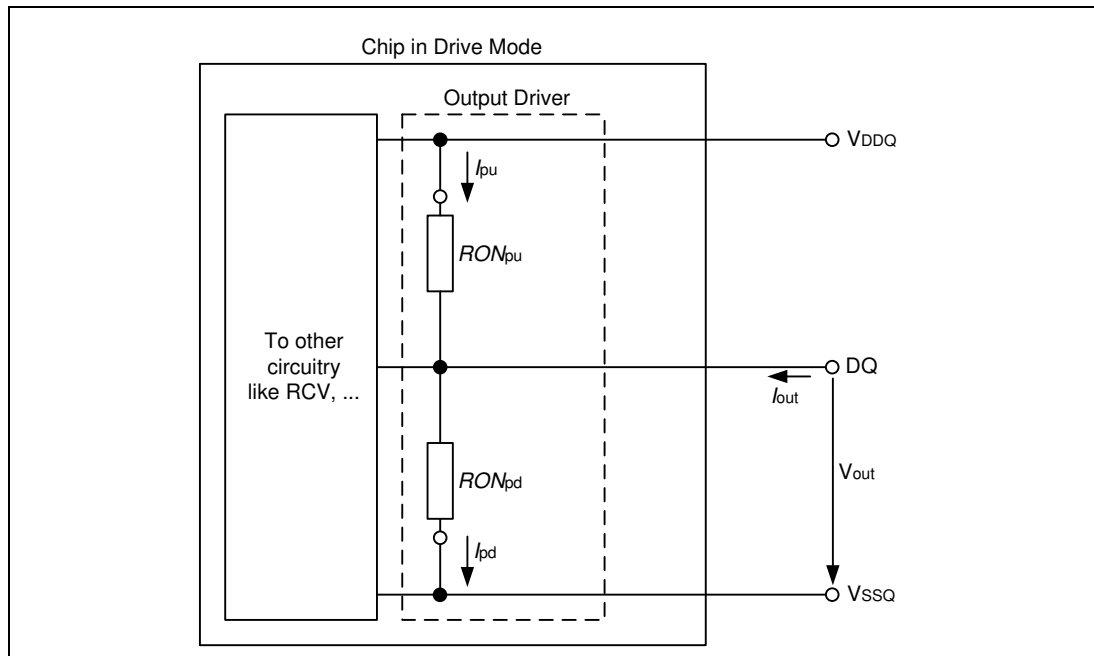 Chip in Drive Mode
Output Driver
VDDQ
Ipu
RONpu
To other
circuitry
like RCV, ...
DQ
Iout
RONpd
Vout
Ipd
VSSQ